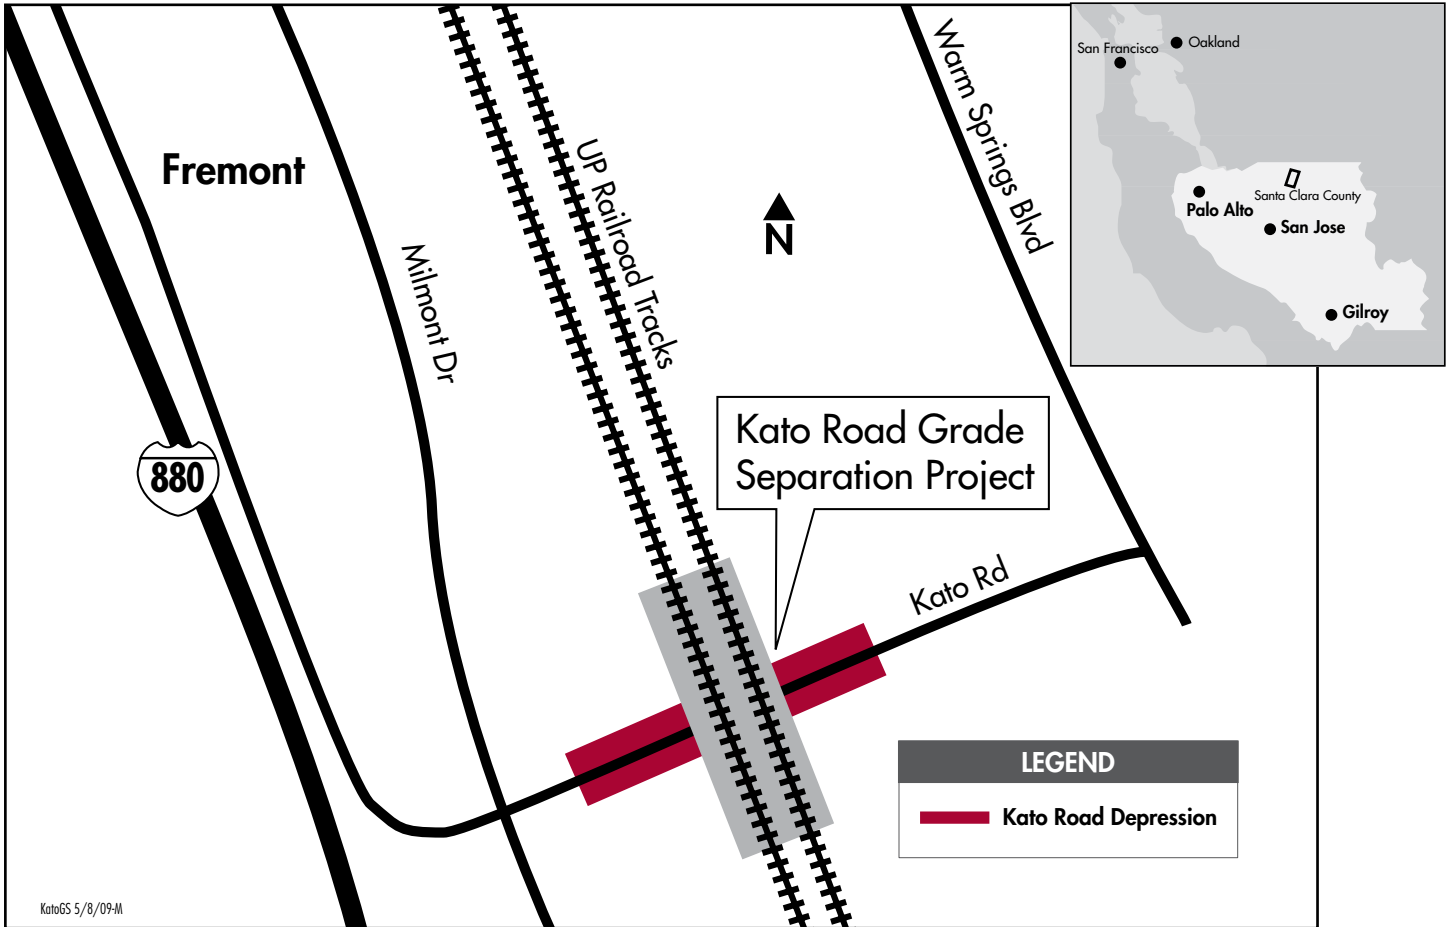 Fremont
Milmont Dr
UP Railroad Tracks
Warm Springs Blvd
N
880
Kato Road Grade
Separation Project
Kato Rd
LEGEND
Kato Road Depression
KatoGS 5/8/09-M
San Francisco
Oakland
Santa Clara County
Palo Alto
San Jose
Gilroy